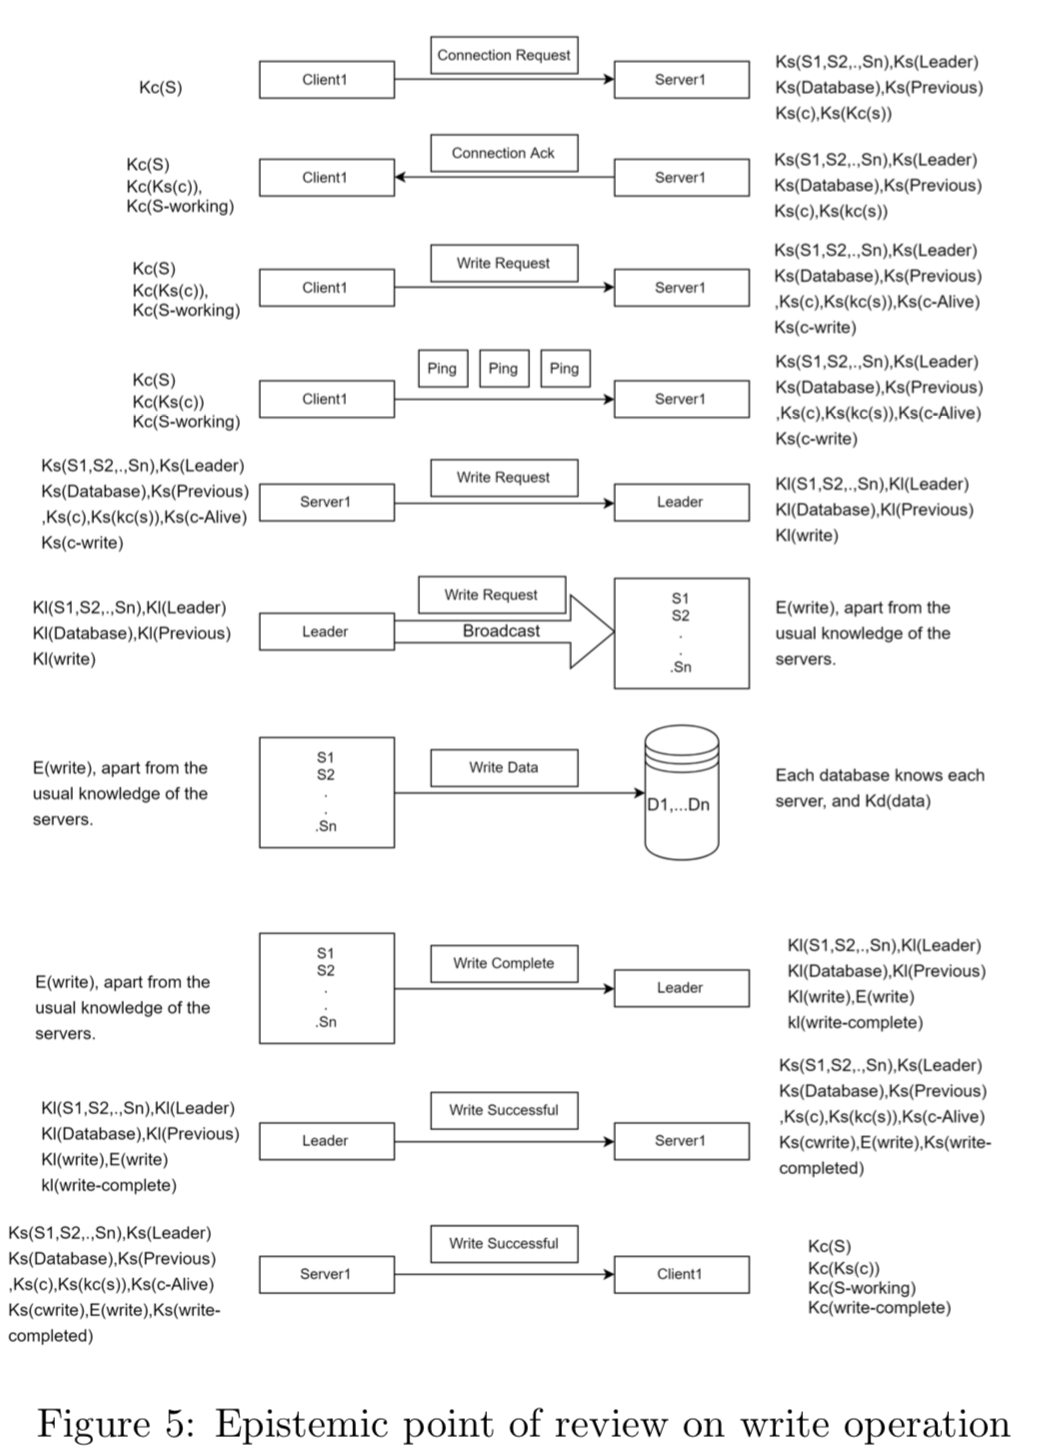 Connection Request
Kc(S)
Client1
Server1
Ks(S1,S2,.,Sn),Ks(Leader)
Ks(Database),Ks(Previous)
Ks(c),Ks(Kc(s))
Connection Ack
Kc(S)
Kc(Ks(c)),
Kc(S-working)
Client1
Server1
Ks(S1,S2,.,Sn),Ks(Leader)
Ks(Database),Ks(Previous)
Ks(c),Ks(kc(s))
Write Request
Kc(S)
Kc(Ks(c)),
Kc(S-working)
Client1
Server1
Ks(S1,S2,.,Sn),Ks(Leader)
Ks(Database),Ks(Previous)
,Ks(c),Ks(kc(s)),Ks(c-Alive)
Ks(c-write)
Ping
Ping
Ping
Kc(S)
Kc(Ks(c))
Kc(S-working)
Client1
Server1
Ks(S1,S2,.,Sn),Ks(Leader)
Ks(Database),Ks(Previous)
,Ks(c),Ks(kc(s)),Ks(c-Alive)
Ks(c-write)
Ks(S1,S2,.,Sn),Ks(Leader)
Ks(Database),Ks(Previous)
,Ks(c),Ks(kc(s)),Ks(c-Alive)
Ks(c-write)
Server1
Write Request
Leader
Kl(S1,S2,.,Sn),Kl(Leader)
Kl(Database),Kl(Previous)
Kl(write)
Kl(S1,S2,.,Sn),Kl(Leader)
Kl(Database),Kl(Previous)
Kl(write)
Leader
Write Request
Broadcast
S1
S2
.
.
.Sn
E(write), apart from the
usual knowledge of the
servers.
E(write), apart from the
usual knowledge of the
servers.
S1
S2
.
.
.Sn
Write Data
D1,...Dn
Each database knows each
server, and Kd(data)
E(write), apart from the
usual knowledge of the
servers.
S1
S2
.
.
.Sn
Write Complete
Leader
Kl(S1,S2,.,Sn),Kl(Leader)
Kl(Database),Kl(Previous)
Kl(write),E(write)
kl(write-complete)
Kl(S1,S2,.,Sn),Kl(Leader)
Kl(Database),Kl(Previous)
Kl(write),E(write)
kl(write-complete)
Leader
Write Successful
Server1
Ks(S1,S2,.,Sn),Ks(Leader)
Ks(Database),Ks(Previous)
,Ks(c),Ks(kc(s)),Ks(c-Alive)
Ks(cwrite),E(write),Ks(write-
completed)
Ks(S1,S2,.,Sn),Ks(Leader)
Ks(Database),Ks(Previous)
,Ks(c),Ks(kc(s)),Ks(c-Alive)
Ks(cwrite),E(write),Ks(write-
completed)
Server1
Write Successful
Client1
Kc(S)
Kc(Ks(c))
Kc(S-working)
Kc(write-complete)
Figure 5: Epistemic point of review on write operation